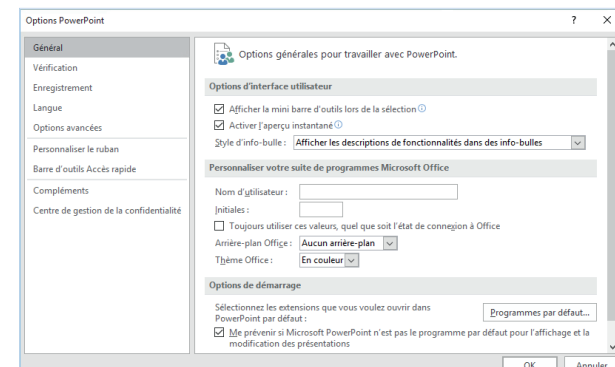 Options PowerPoint
? ×
Général
Vérification
Enregistrement
Langue
Options avancées
Personnaliser le ruban
Barre d'outils Accès rapide
Compléments
Centre de gestion de la confidentialité
Options générales pour travailler avec PowerPoint.
Options d'interface utilisateur
Afficher la mini barre d'outils lors de la sélection
Activer l'aperçu instantané
Style d'info-bulle : Afficher les descriptions de fonctionnalités dans des info-bulles
Personnaliser votre suite de programmes Microsoft Office
Nom d'utilisateur :
Initiales :
Toujours utiliser ces valeurs, quel que soit l'état de connexion à Office
Arrière-plan Office : Aucun arrière-plan
Thème Office : En couleur
Options de démarrage
Sélectionnez les extensions que vous voulez ouvrir dans
PowerPoint par défaut :
Programmes par défaut...
Me prévenir si Microsoft PowerPoint n'est pas le programme par défaut pour l'affichage et la
modification des présentations
OK Annuler